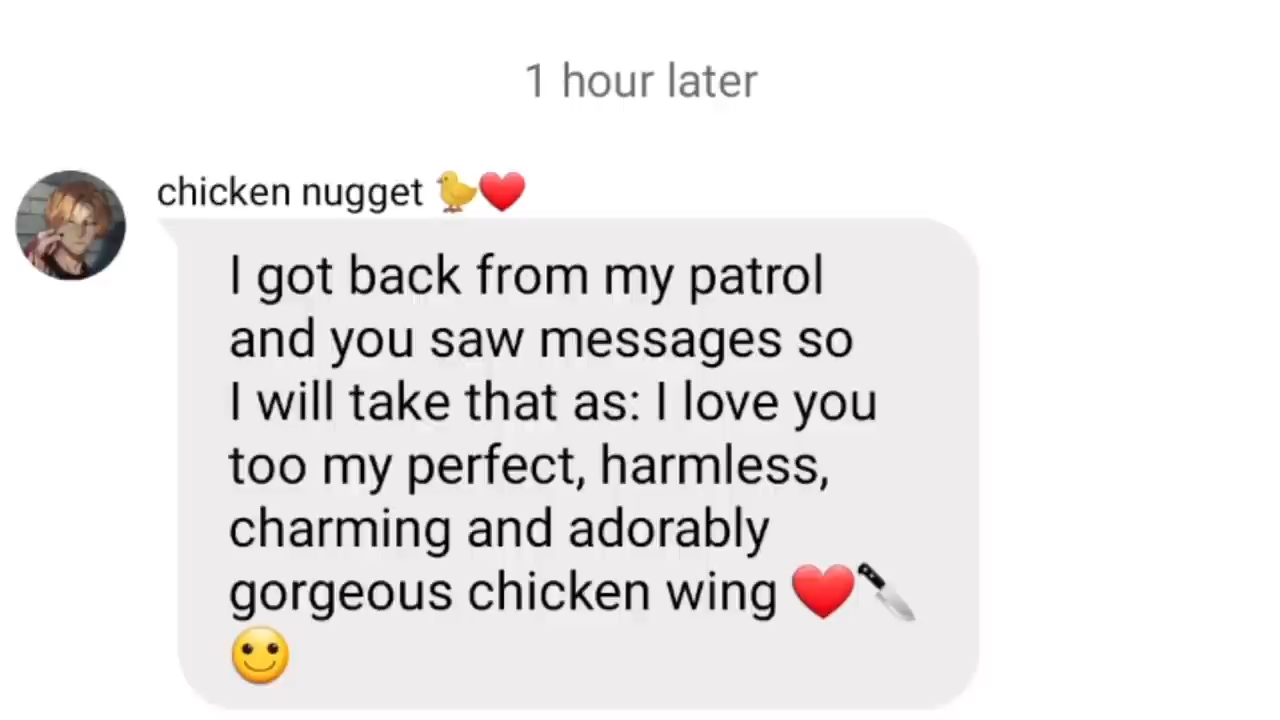 1 hour later
chicken nugget 🐤❤️
I got back from my patrol
and you saw messages so
I will take that as: I love you
too my perfect, harmless,
charming and adorably
gorgeous chicken wing ❤️🔪
🙂